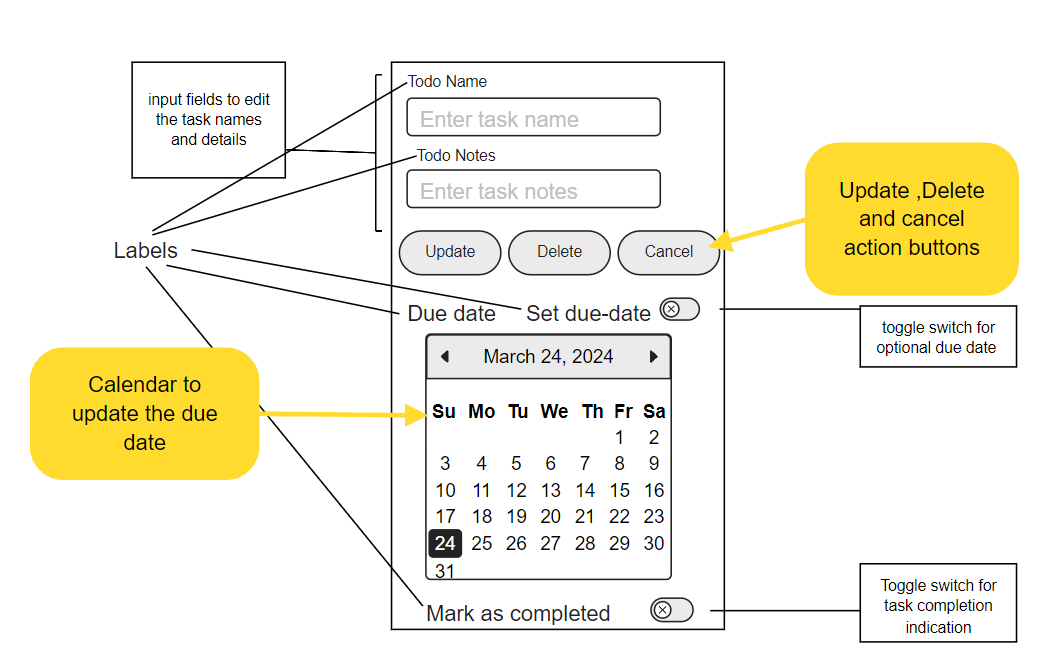 input fields to edit
the task names
and details
Labels
Todo Name
Enter task name
Todo Notes
Enter task notes
Update
Delete
Cancel
Update ,Delete
and cancel
action buttons
Due date
Set due-date
toggle switch for
optional due date
Calendar to
update the due
date
March 24, 2024
Su Mo Tu We Th Fr Sa
1 2
3 4 5 6 7 8 9
10 11 12 13 14 15 16
17 18 19 20 21 22 23
24 25 26 27 28 29 30
31
Mark as completed
Toggle switch for
task completion
indication